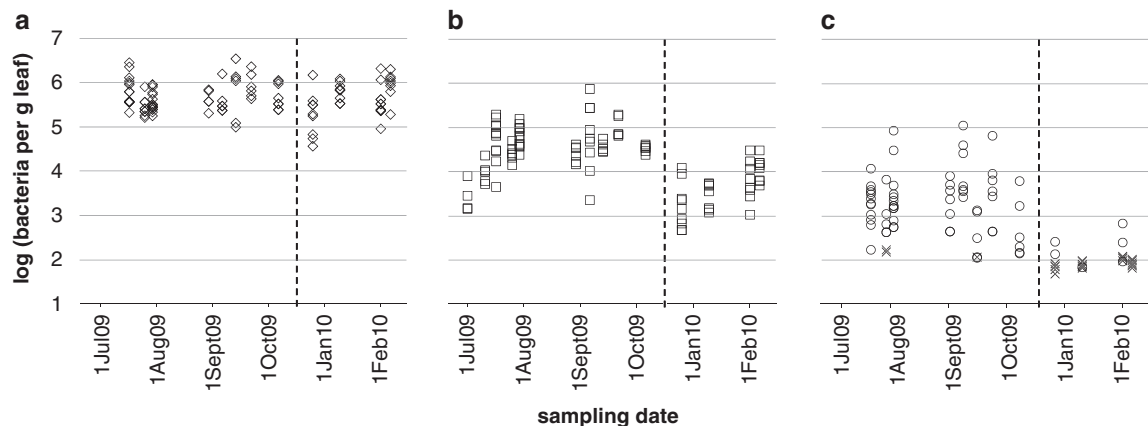 a
b
c
7
6
5
4
3
2
1
log (bacteria per g leaf)
1Jul09
1Aug09
1Sept09
1Oct09
1Jan10
1Feb10
1Jul09
1Aug09
1Sept09
1Oct09
1Jan10
1Feb10
1Jul09
1Aug09
1Sept09
1Oct09
1Jan10
1Feb10
sampling date